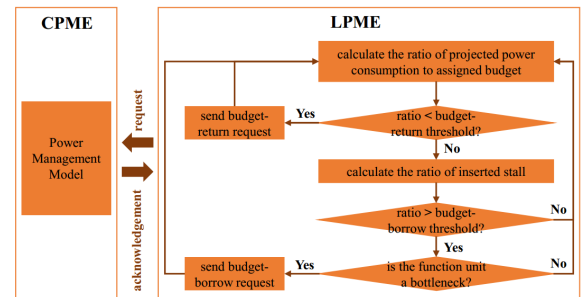 CPME
LPME
Power
Management
Model
request
acknowledgement
calculate the ratio of projected power
consumption to assigned budget
send budget-
return request
Yes
ratio < budget-
return threshold?
No
calculate the ratio of inserted stall
ratio > budget-
borrow threshold?
No
Yes
send budget-
borrow request
Yes
is the function unit
a bottleneck?
No